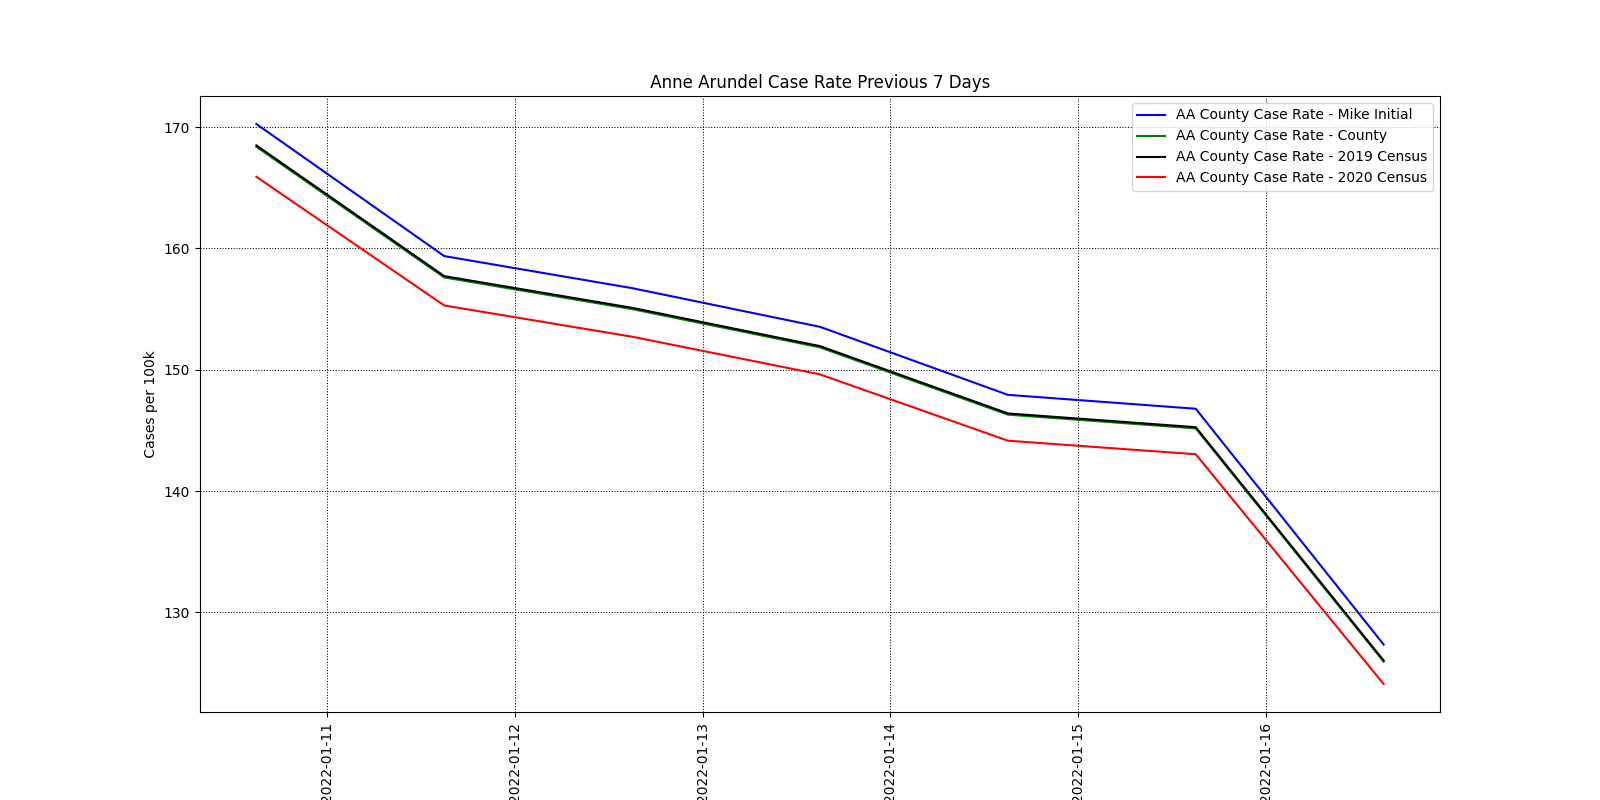 Anne Arundel Case Rate Previous 7 Days
AA County Case Rate - Mike Initial
AA County Case Rate - County
AA County Case Rate - 2019 Census
AA County Case Rate - 2020 Census
Cases per 100k
170
160
150
140
130
2022-01-11
2022-01-12
2022-01-13
2022-01-14
2022-01-15
2022-01-16